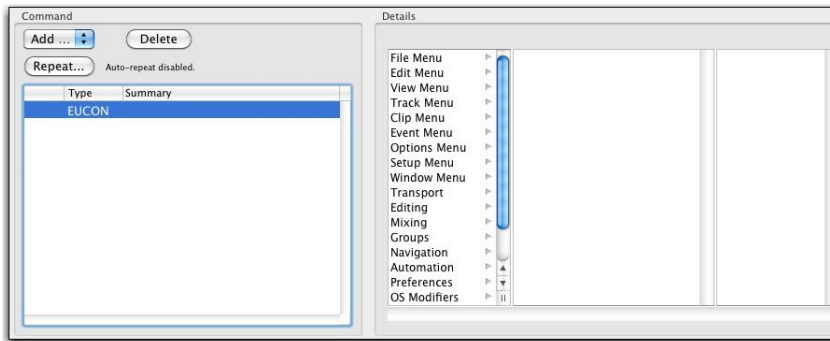 Command
Add ...
Delete
Repeat...
Auto-repeat disabled.
Type Summary
EUCON
Details
File Menu
Edit Menu
View Menu
Track Menu
Clip Menu
Event Menu
Options Menu
Setup Menu
Window Menu
Transport
Editing
Mixing
Groups
Navigation
Automation
Preferences
OS Modifiers